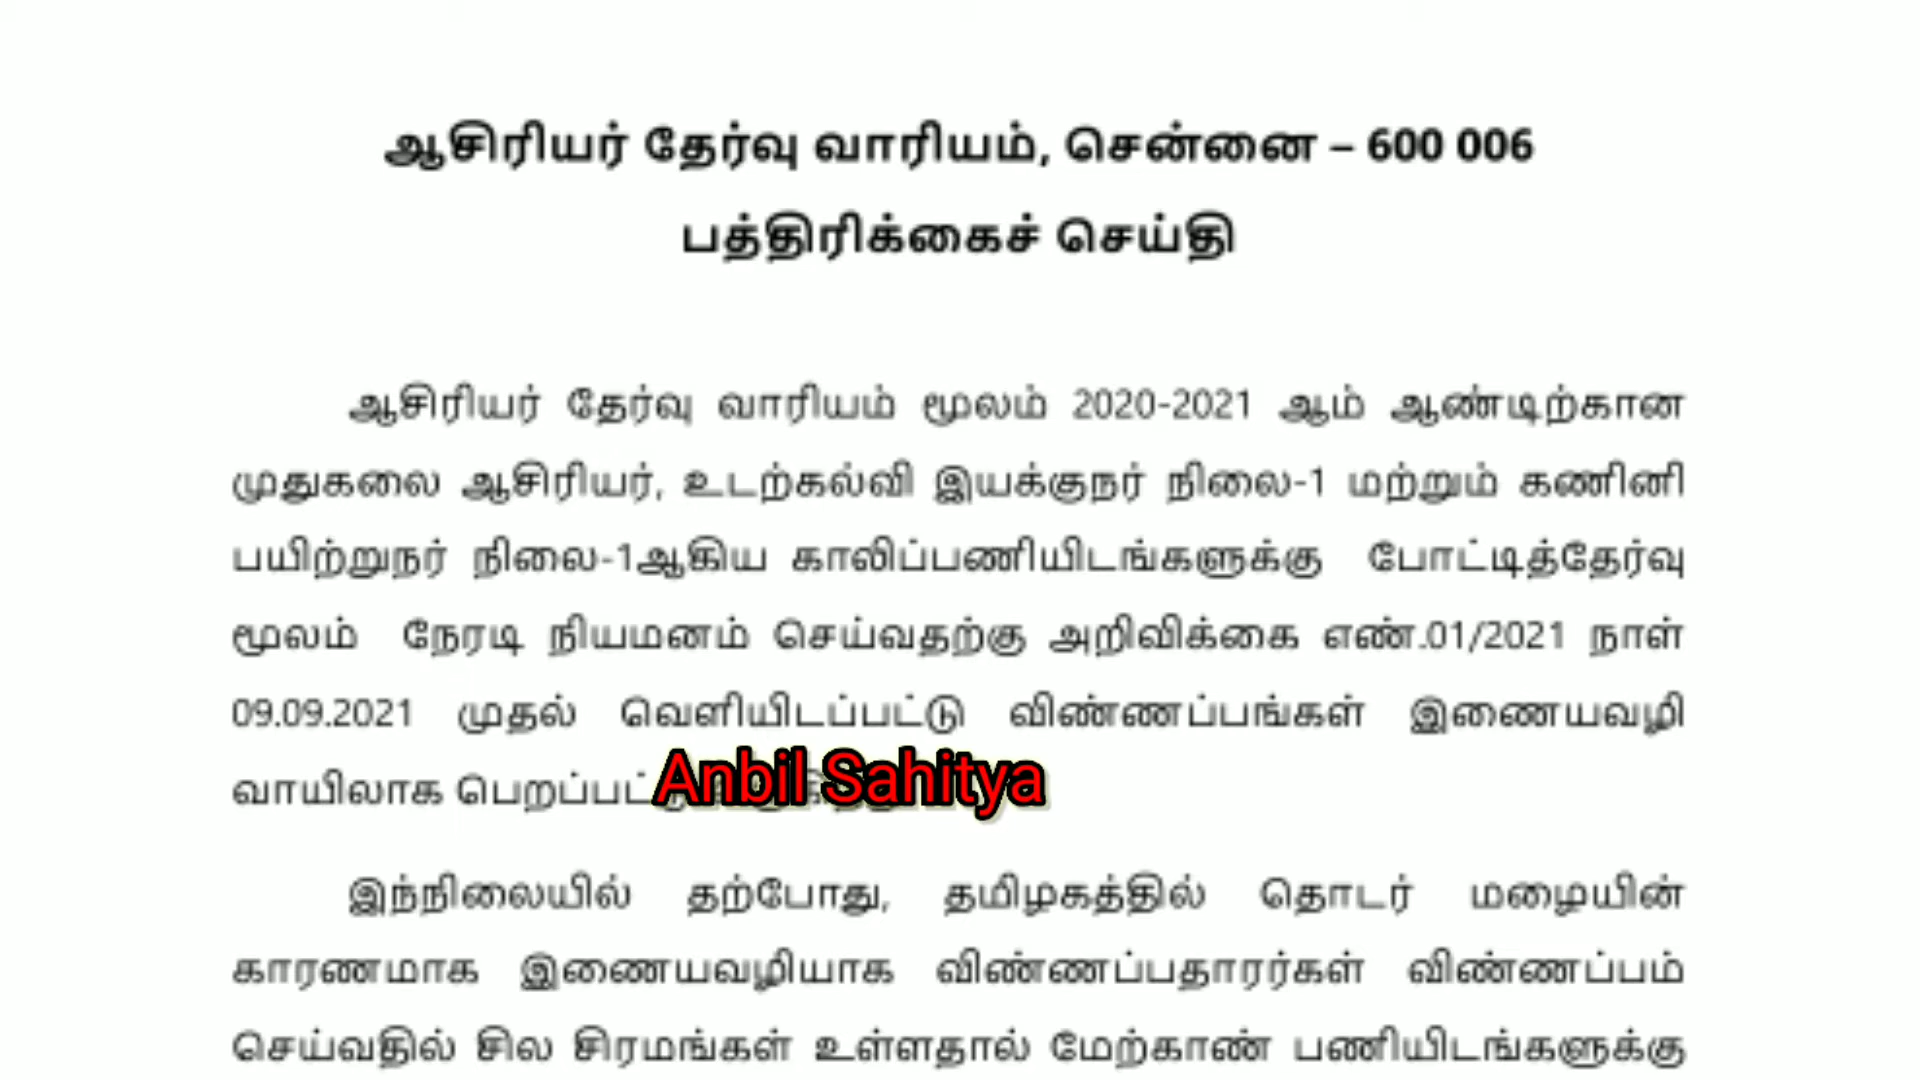 ஆசிரியர் தேர்வு வாரியம், சென்னை – 600 006
பத்திரிக்கைச் செய்தி
ஆசிரியர் தேர்வு வாரியம் மூலம் 2020-2021 ஆம் ஆண்டிற்கான
முதுகலை ஆசிரியர், உடற்கல்வி இயக்குநர் நிலை-1 மற்றும் கணினி
பயிற்றுநர் நிலை-1ஆகிய காலிப்பணியிடங்களுக்கு போட்டித்தேர்வு
மூலம் நேரடி நியமனம் செய்வதற்கு அறிவிக்கை எண்.01/2021 நாள்
09.09.2021 முதல் வெளியிடப்பட்டு விண்ணப்பங்கள் இணையவழி
வாயிலாக
Anbil Sahitya
இந்நிலையில் தற்போது, தமிழகத்தில் தொடர் மழையின்
காரணமாக இணையவழியாக விண்ணப்பதாரர்கள் விண்ணப்பம்
செய்வதில் சில சிரமங்கள் உள்ளதால் மேற்காண் பணியிடங்களுக்கு